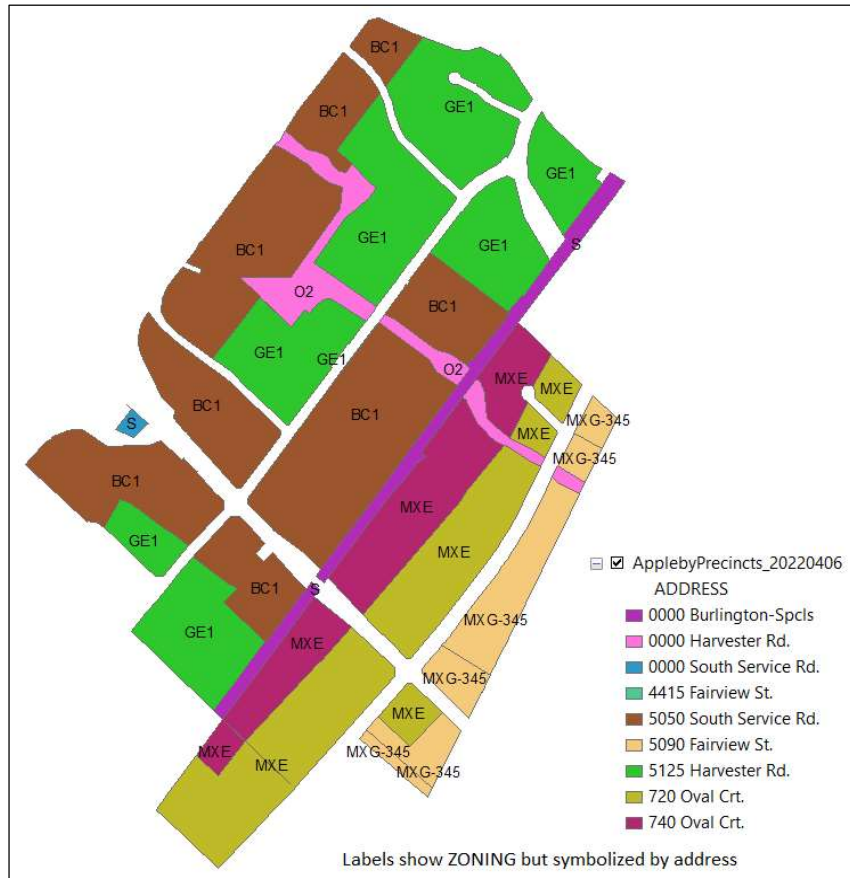 BC1
GE1
BC1
GE1
GE1
BC1
GE1
O2
S
BC1
GE1
GE1
O2
MXE
MXE
BC1
BC1
MXE
MXG-345
S
MXG-345
BC1
MXE
MXE
GE1
BC1
S
GE1
MXE
MXG-345
MXG-345
MXE
MXE
MXE
MXG-345
MXG-345
ApplebyPrecincts_20220406
ADDRESS
0000 Burlington-Spcls
0000 Harvester Rd.
0000 South Service Rd.
4415 Fairview St.
5050 South Service Rd.
5090 Fairview St.
5125 Harvester Rd.
720 Oval Crt.
740 Oval Crt.
Labels show ZONING but symbolized by address